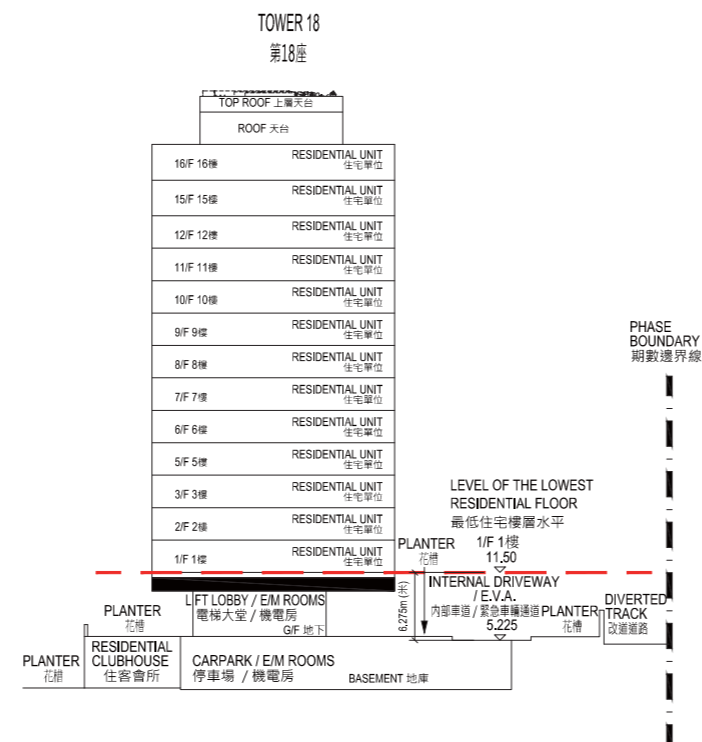 TOWER 18
第18座
TOP ROOF 上層天台
ROOF 天台
16/F 16樓
RESIDENTIAL UNIT
住宅單位
15/F 15樓
RESIDENTIAL UNIT
住宅單位
12/F 12樓
RESIDENTIAL UNIT
住宅單位
11/F 11樓
RESIDENTIAL UNIT
住宅單位
10/F 10樓
RESIDENTIAL UNIT
住宅單位
9/F 9樓
RESIDENTIAL UNIT
住宅單位
8/F 8樓
RESIDENTIAL UNIT
住宅單位
7/F 7樓
RESIDENTIAL UNIT
住宅單位
6/F 6樓
RESIDENTIAL UNIT
住宅單位
5/F 5樓
RESIDENTIAL UNIT
住宅單位
3/F 3樓
RESIDENTIAL UNIT
住宅單位
2/F 2樓
RESIDENTIAL UNIT
住宅單位
1/F 1樓
RESIDENTIAL UNIT
住宅單位
PHASE
BOUNDARY
期數邊界線
LEVEL OF THE LOWEST
RESIDENTIAL FLOOR
最低住宅樓層水平
1/F 1樓
11.50
PLANTER
花槽
6.275m (米)
INTERNAL DRIVEWAY
/ E.V.A.
內部車道 / 緊急車輛通道
5.225
PLANTER
花槽
DIVERTED
TRACK
改道道路
LIFT LOBBY / E/M ROOMS
電梯大堂 / 機電房
G/F 地下
PLANTER
花槽
RESIDENTIAL
CLUBHOUSE
住客會所
PLANTER
花槽
CARPARK / E/M ROOMS
停車場 / 機電房
BASEMENT 地庫